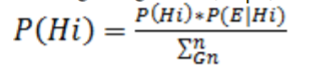 P(Hi) = P(Hi)*P(E|Hi) / Σ^n_Gn